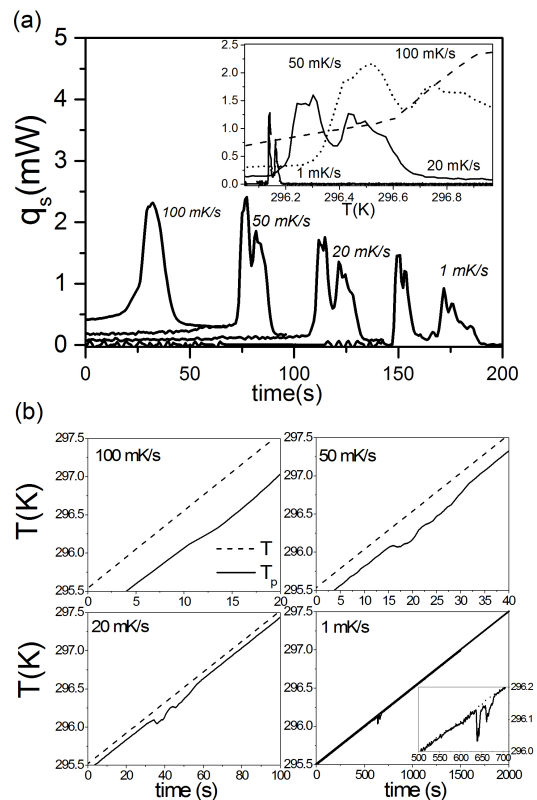 (a)
5
4
3
2
1
0
q_s(mW)
0 50 100 150 200
time(s)
100 mK/s
50 mK/s
20 mK/s
1 mK/s
2.5
2.0
1.5
1.0
0.5
0.0
50 mK/s
100 mK/s
1 mK/s
20 mK/s
296.2 296.4 296.6 296.8
T(K)
(b)
297.5
297.0
296.5
296.0
295.5
T(K)
100 mK/s
T
T_p
0 5 10 15 20
297.5
297.0
296.5
296.0
295.5
50 mK/s
0 5 10 15 20 25 30 35 40
297.5
297.0
296.5
296.0
295.5
T(K)
20 mK/s
0 20 40 60 80 100
time (s)
297.5
297.0
296.5
296.0
295.5
1 mK/s
296.2
296.1
296.0
500 550 600 650 700
0 500 1000 1500 2000
time (s)